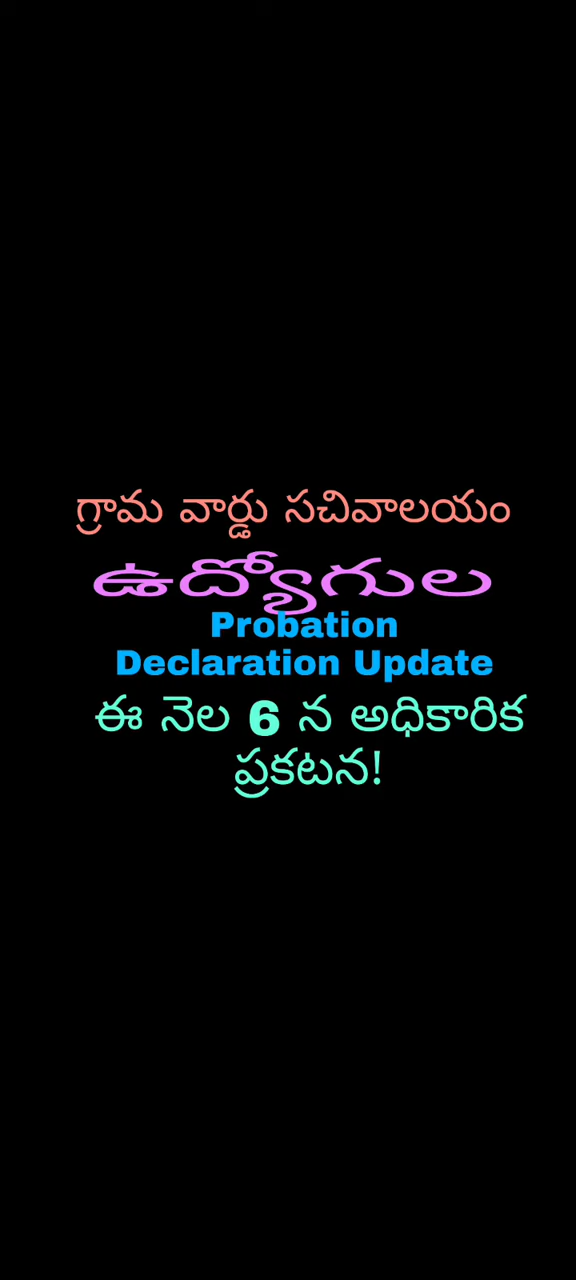 గ్రామ వార్డు సచివాలయం
ఉద్యోగుల
Probation
Declaration Update
ఈ నెల 6 న అధికారిక
ప్రకటన!